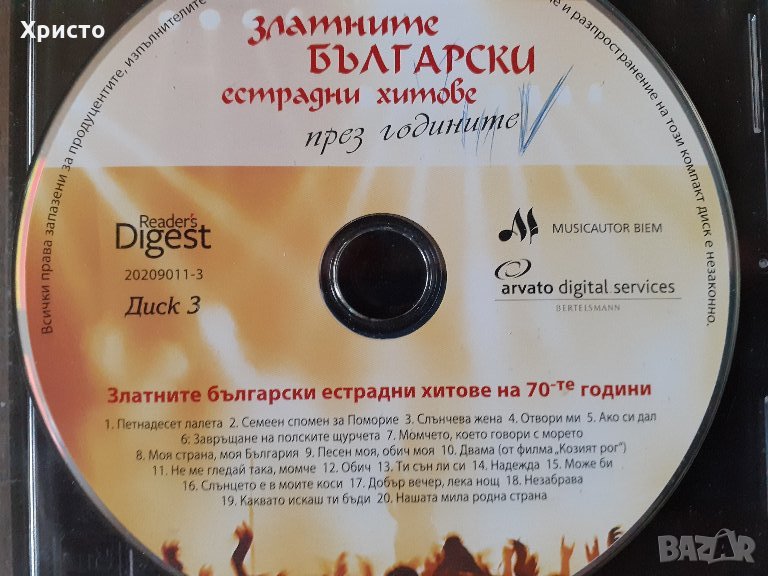 Христо
златните
БЪЛГАРСКИ
естрадни хитове
през годините
Всички права запазени за продуцентите, изпълнителите
не и разпространение на този компакт диск е незаконно.
Reader's
Digest
20209011-3
Диск 3
MUSICAUTOR BIEM
arvato digital services
BERTELSMANN
Златните български естрадни хитове на 70-те години
1. Петнадесет лалета 2. Семеен спомен за Поморие 3. Слънчева жена 4. Отвори ми 5. Ако си дал
6: Завръщане на полските щурчета 7. Момчето, което говори с морето
8. Моя страна, моя България 9. Песен моя, обич моя 10. Двама (от филма „Козият рог")
11. Не ме гледай така, момче 12. Обич 13. Ти сън ли си 14. Надежда 15. Може би
16. Слънцето е в моите коси 17. Добър вечер, лека нощ 18. Незабрава
19. Каквато искаш ти бъди 20. Нашата мила родна страна
BAZAR